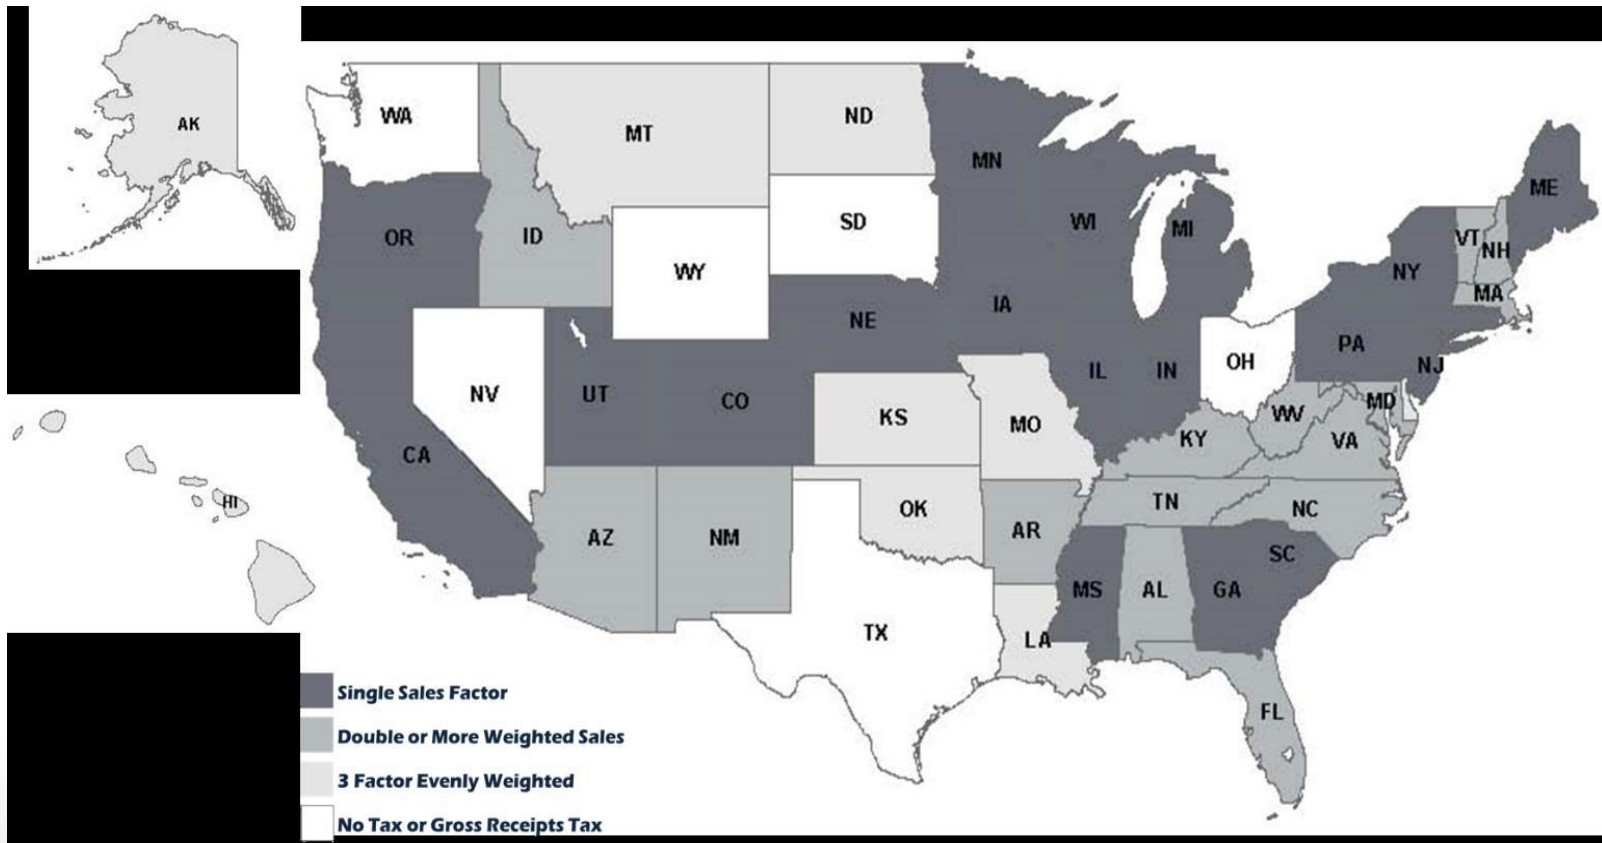 AK
WA
MT
ND
MN
ME
OR
ID
SD
WI
MI
VT
NH
NY
MA
WY
NE
IA
PA
NV
UT
CO
IL
IN
OH
NJ
KS
MO
WV
MD
CA
KY
VA
HI
OK
TN
NC
AZ
NM
AR
SC
MS
AL
GA
TX
LA
FL
Single Sales Factor
Double or More Weighted Sales
3 Factor Evenly Weighted
No Tax or Gross Receipts Tax